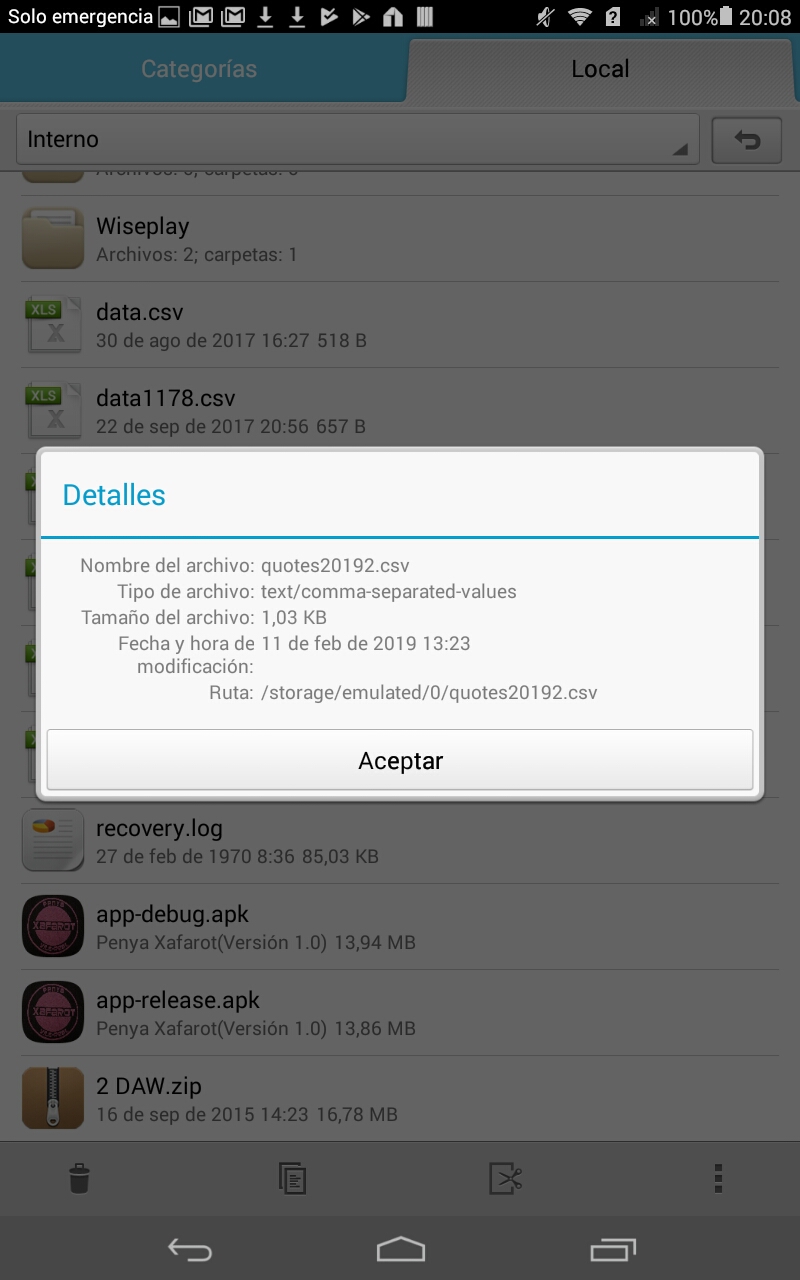 Solo emergencia
100% 20:08
Categorías
Local
Interno
Wiseplay
Archivos: 2; carpetas: 1
XLS
data.csv
30 de ago de 2017 16:27 518 B
XLS
data1178.csv
22 de sep de 2017 20:56 657 B
Detalles
Nombre del archivo: quotes20192.csv
Tipo de archivo: text/comma-separated-values
Tamaño del archivo: 1,03 KB
Fecha y hora de 11 de feb de 2019 13:23
modificación:
Ruta: /storage/emulated/0/quotes20192.csv
Aceptar
recovery.log
27 de feb de 1970 8:36 85,03 KB
XAFAROT
app-debug.apk
Penya Xafarot(Versión 1.0) 13,94 MB
XAFAROT
app-release.apk
Penya Xafarot(Versión 1.0) 13,86 MB
2 DAW.zip
16 de sep de 2015 14:23 16,78 MB